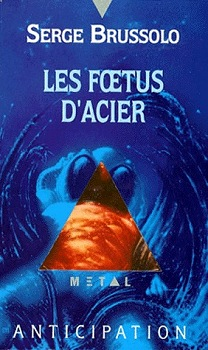 SERGE BRUSSOLO
LES FŒTUS
D'ACIER
METAL
ANTICIPATION